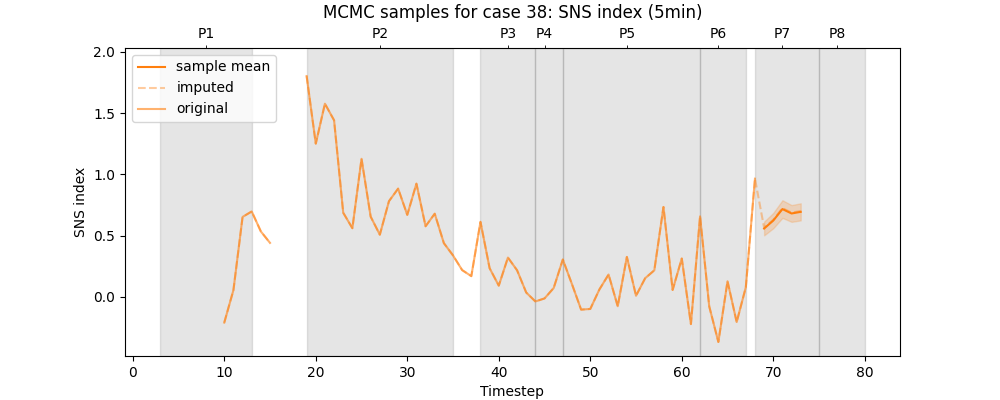 MCMC samples for case 38: SNS index (5min)
P1 P2 P3 P4 P5 P6 P7 P8
sample mean
imputed
original
SNS index
2.0
1.5
1.0
0.5
0.0
0 10 20 30 40 50 60 70 80
Timestep